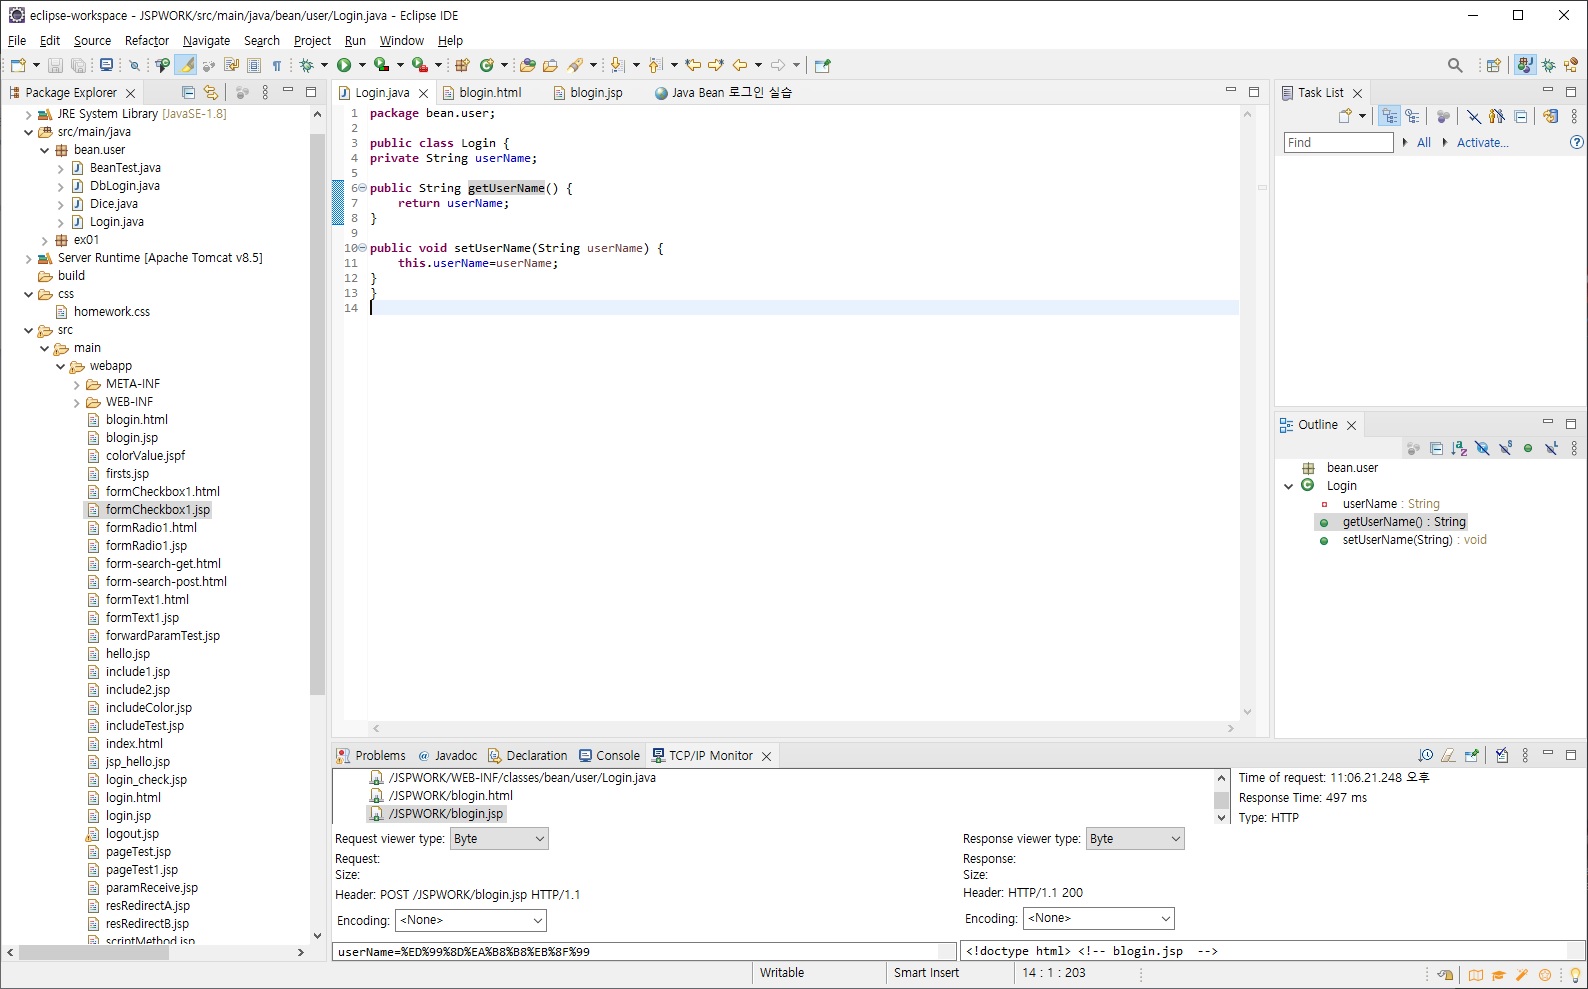 eclipse-workspace - JSPWORK/src/main/java/bean/user/Login.java - Eclipse IDE
File Edit Source Refactor Navigate Search Project Run Window Help
Package Explorer
JRE System Library [JavaSE-1.8]
src/main/java
bean.user
BeanTest.java
DbLogin.java
Dice.java
Login.java
ex01
Server Runtime [Apache Tomcat v8.5]
build
css
homework.css
src
main
webapp
META-INF
WEB-INF
blogin.html
blogin.jsp
colorValue.jspf
firsts.jsp
formCheckbox1.html
formCheckbox1.jsp
formRadio1.html
formRadio1.jsp
form-search-get.html
form-search-post.html
formText1.html
formText1.jsp
forwardParamTest.jsp
hello.jsp
include1.jsp
include2.jsp
includeColor.jsp
includeTest.jsp
index.html
jsp_hello.jsp
login_check.jsp
login.html
login.jsp
logout.jsp
pageTest.jsp
pageTest1.jsp
paramReceive.jsp
resRedirectA.jsp
resRedirectB.jsp
scriptMethod.jsp
Login.java blogin.html blogin.jsp Java Bean 로그인 실습
1 package bean.user;
2
3 public class Login {
4 private String userName;
5
6 public String getUserName() {
7 return userName;
8 }
9
10 public void setUserName(String userName) {
11 this.userName=userName;
12 }
13 }
14
Task List
Find All Activate...
Outline
bean.user
Login
userName : String
getUserName() : String
setUserName(String) : void
Problems @ Javadoc Declaration Console TCP/IP Monitor
/JSPWORK/WEB-INF/classes/bean/user/Login.java
/JSPWORK/blogin.html
/JSPWORK/blogin.jsp
Time of request: 11:06.21.248 오후
Response Time: 497 ms
Type: HTTP
Request viewer type: Byte
Request:
Size:
Header: POST /JSPWORK/blogin.jsp HTTP/1.1
Encoding: <None>
userName=%ED%99%8D%EA%B8%B8%EB%8F%99
Response viewer type: Byte
Response:
Size:
Header: HTTP/1.1 200
Encoding: <None>
<!doctype html> <!-- blogin.jsp -->
Writable Smart Insert 14 : 1 : 203